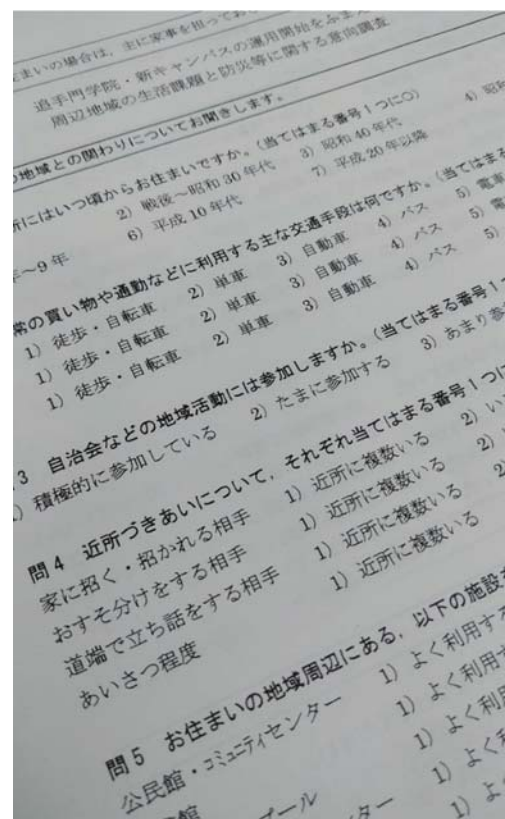 住まいの場合は，主に家事を担ってお
追手門学院・新キャンパスの運用開始をふま
周辺地域の生活課題と防災等に関する意向調査
の地域との関わりについてお聞きします。
所にはいつ頃からお住まいですか。(当てはまる番号1つに○)
2) 戦後～昭和30年代 3) 昭和40年代 4) 昭和
年～9年 6) 平成10年代 7) 平成20年以降
常の買い物や通勤などに利用する主な交通手段は何ですか。(当てはまる
1) 徒歩・自転車 2) 単車 3) 自動車 4) バス 5) 電車
1) 徒歩・自転車 2) 単車 3) 自動車 4) バス 5) 電
1) 徒歩・自転車 2) 単車 3) 自動車 4) バス 5)
3 自治会などの地域活動には参加しますか。(当てはまる番号1
1) 積極的に参加している 2) たまに参加する 3) あまり参
問4 近所づきあいについて，それぞれ当てはまる番号1つに
家に招く・招かれる相手 1) 近所に複数いる 2) い
おすそ分けをする相手 1) 近所に複数いる 2)
道端で立ち話をする相手 1) 近所に複数いる 2
あいさつ程度 1) 近所に複数いる
問5 お住まいの地域周辺にある，以下の施設
公民館・コミュニティセンター 1) よく利用する
館 1) よく利用す
プール 1) よく利用
ター 1) よく利
1) よ